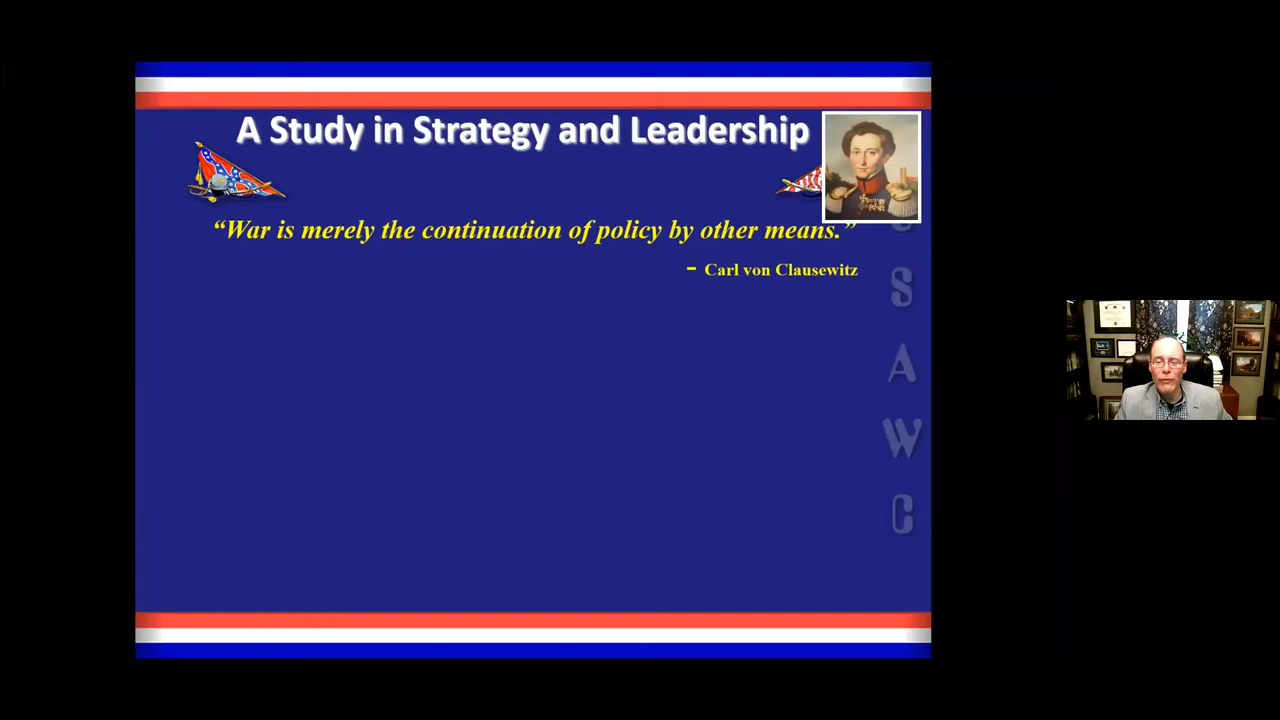 A Study in Strategy and Leadership
“War is merely the continuation of policy by other means.”
- Carl von Clausewitz
S
A
W
C